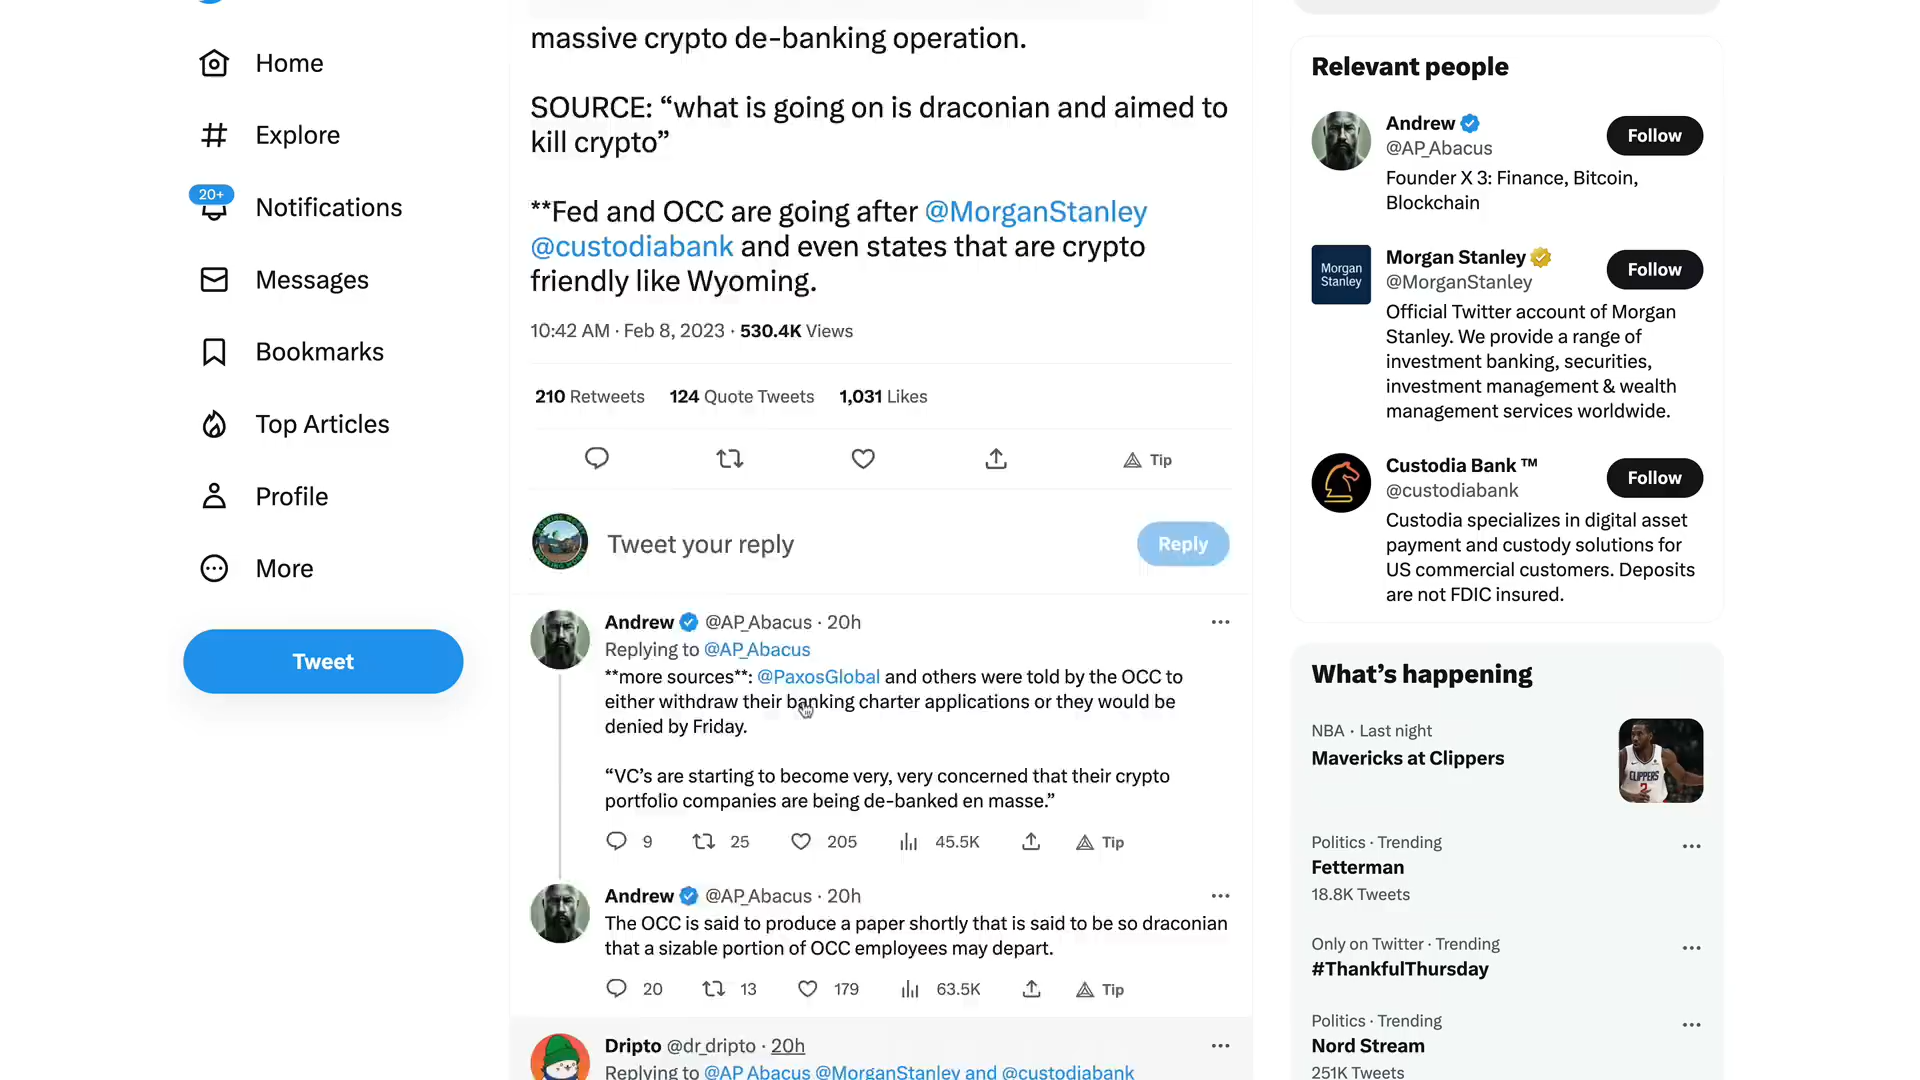 Home
Explore
20+
Notifications
Messages
Bookmarks
Top Articles
Profile
More
Tweet
massive crypto de-banking operation.
SOURCE: “what is going on is draconian and aimed to
kill crypto”
**Fed and OCC are going after @MorganStanley
@custodiabank and even states that are crypto
friendly like Wyoming.
10:42 AM · Feb 8, 2023 · 530.4K Views
210 Retweets 124 Quote Tweets 1,031 Likes
Tip
Tweet your reply
Reply
Andrew @AP_Abacus · 20h
Replying to @AP_Abacus
**more sources**: @PaxosGlobal and others were told by the OCC to
either withdraw their banking charter applications or they would be
denied by Friday.
“VC’s are starting to become very, very concerned that their crypto
portfolio companies are being de-banked en masse.”
9 25 205 45.5K Tip
Andrew @AP_Abacus · 20h
The OCC is said to produce a paper shortly that is said to be so draconian
that a sizable portion of OCC employees may depart.
20 13 179 63.5K Tip
Dripto @dr_dripto · 20h
Replying to @AP_Abacus @MorganStanley and @custodiabank
Relevant people
Andrew
@AP_Abacus
Follow
Founder X 3: Finance, Bitcoin,
Blockchain
Morgan
Stanley
Morgan Stanley
@MorganStanley
Follow
Official Twitter account of Morgan
Stanley. We provide a range of
investment banking, securities,
investment management & wealth
management services worldwide.
Custodia Bank ™
@custodiabank
Follow
Custodia specializes in digital asset
payment and custody solutions for
US commercial customers. Deposits
are not FDIC insured.
What’s happening
NBA · Last night
Mavericks at Clippers
CLIPPERS
2
Politics · Trending
Fetterman
18.8K Tweets
Only on Twitter · Trending
#ThankfulThursday
Politics · Trending
Nord Stream
251K Tweets